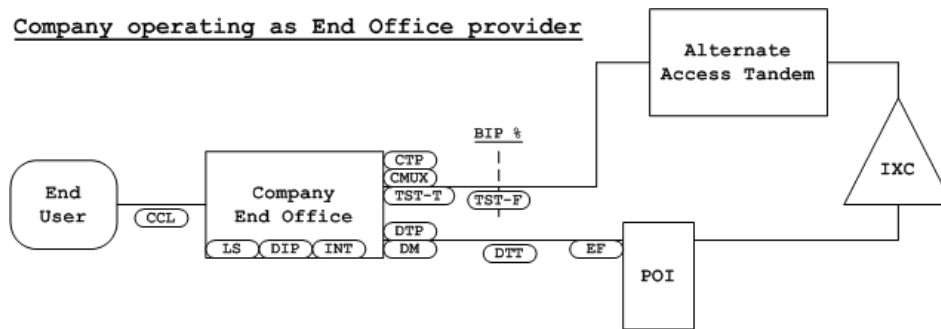 Company operating as End Office provider
Alternate
Access Tandem
BIP %
CTP
CMUX
TST-T
TST-F
IXC
End
User
CCL
Company
End Office
LS
DIP
INT
DTP
DM
DTT
EF
POI